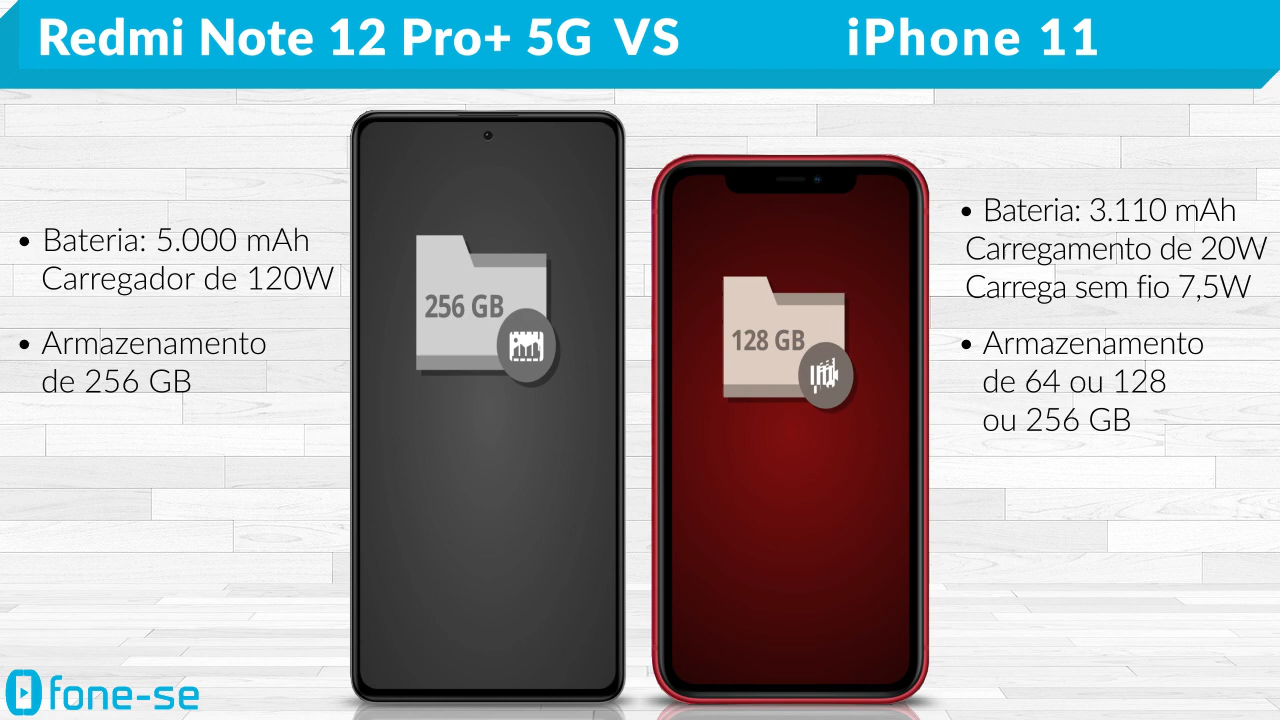 Redmi Note 12 Pro+ 5G VS iPhone 11
• Bateria: 5.000 mAh
Carregador de 120W
• Armazenamento
de 256 GB
256 GB
128 GB
• Bateria: 3.110 mAh
Carregamento de 20W
Carrega sem fio 7,5W
• Armazenamento
de 64 ou 128
ou 256 GB
fone-se